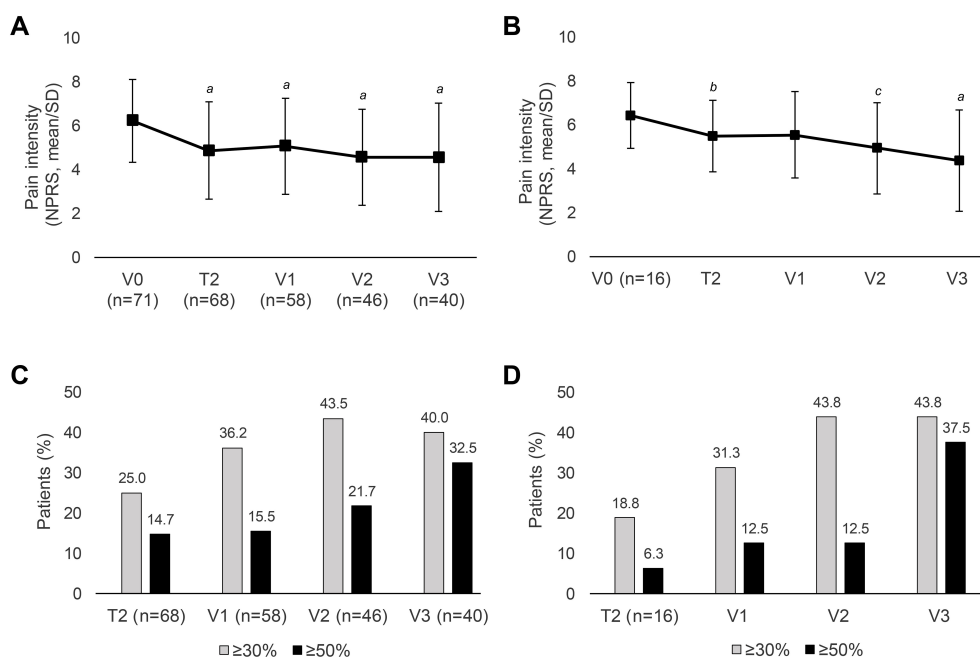 A
Pain intensity
(NPRS, mean/SD)
10
8
6
4
2
0
a
a
a
a
V0 T2 V1 V2 V3
(n=71) (n=68) (n=58) (n=46) (n=40)
B
Pain intensity
(NPRS, mean/SD)
10
8
6
4
2
0
b
c
a
V0 (n=16) T2 V1 V2 V3
C
Patients (%)
50
40
30
20
10
0
25.0
14.7
36.2
15.5
43.5
21.7
40.0
32.5
T2 (n=68) V1 (n=58) V2 (n=46) V3 (n=40)
≥30% ≥50%
D
Patients (%)
50
40
30
20
10
0
18.8
6.3
31.3
12.5
43.8
12.5
43.8
37.5
T2 (n=16) V1 V2 V3
≥30% ≥50%